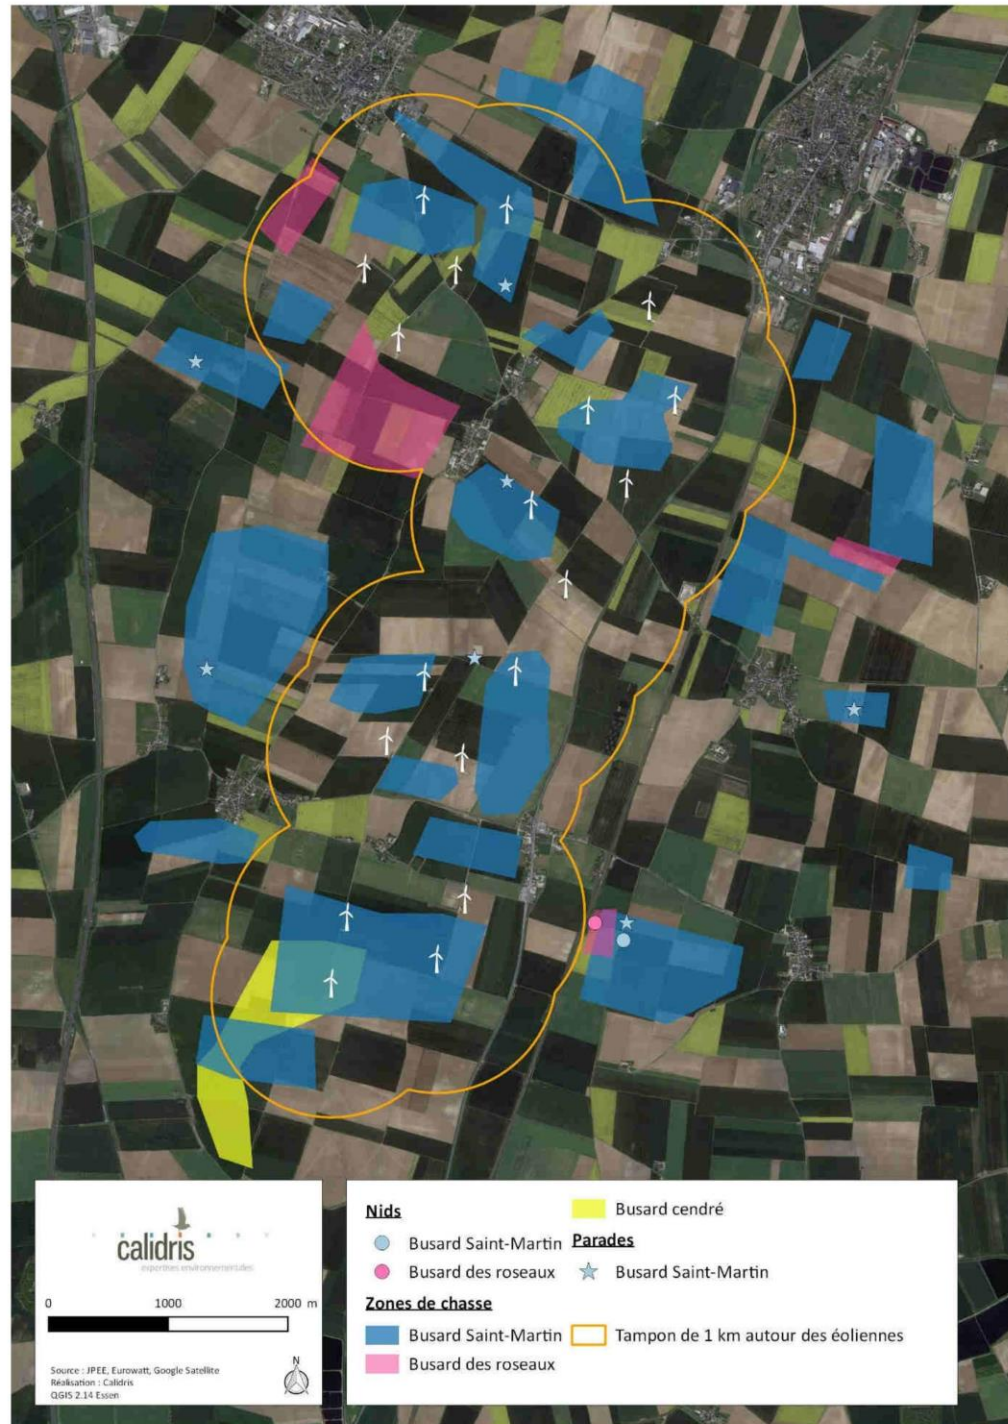 calidris
expertises environnementales
0 1000 2000 m
Source : JPEE, Eurowatt, Google Satellite
Réalisation : Calidris
QGIS 2.14 Essen
N
Nids
Busard Saint-Martin
Busard des roseaux
Zones de chasse
Busard Saint-Martin
Busard des roseaux
Busard cendré
Parades
Busard Saint-Martin
Tampon de 1 km autour des éoliennes